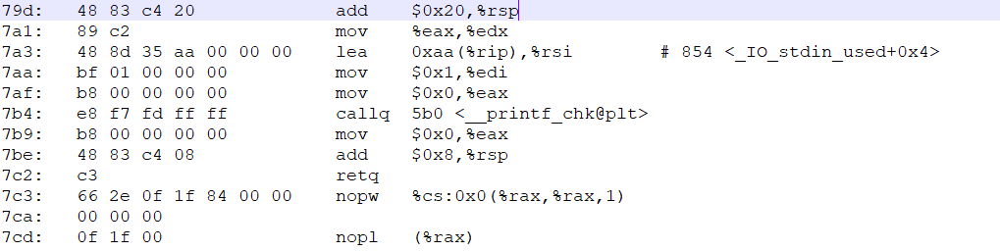 79d: 48 83 c4 20 add $0x20,%rsp
7a1: 89 c2 mov %eax,%edx
7a3: 48 8d 35 aa 00 00 00 lea 0xaa(%rip),%rsi # 854 <_IO_stdin_used+0x4>
7aa: bf 01 00 00 00 mov $0x1,%edi
7af: b8 00 00 00 00 mov $0x0,%eax
7b4: e8 f7 fd ff ff callq 5b0 <__printf_chk@plt>
7b9: b8 00 00 00 00 mov $0x0,%eax
7be: 48 83 c4 08 add $0x8,%rsp
7c2: c3 retq
7c3: 66 2e 0f 1f 84 00 00 nopw %cs:0x0(%rax,%rax,1)
7ca: 00 00 00
7cd: 0f 1f 00 nopl (%rax)